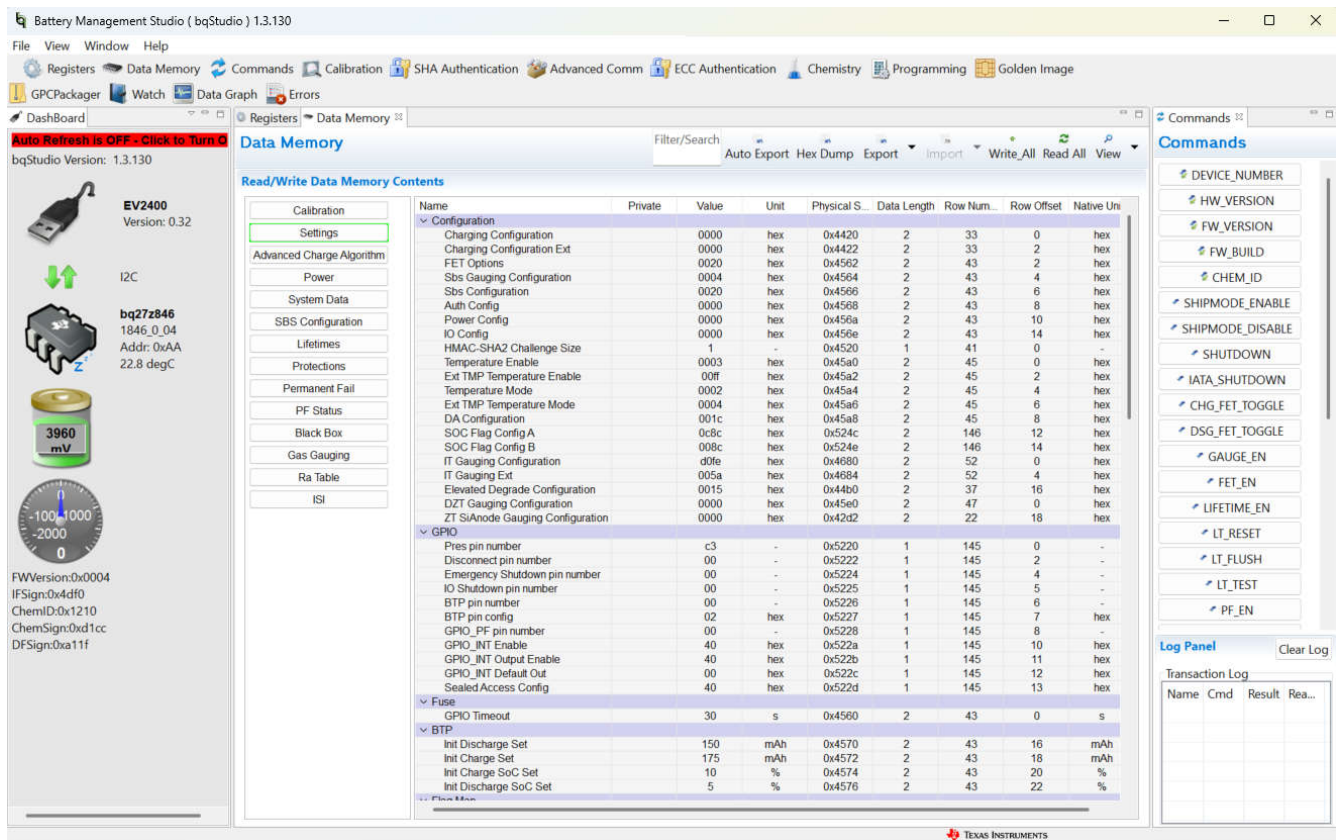 Battery Management Studio ( bqStudio ) 1.3.130
File View Window Help
Registers Data Memory Commands Calibration SHA Authentication Advanced Comm ECC Authentication Chemistry Programming Golden Image
GPCPackager Watch Data Graph Errors
DashBoard
Auto Refresh is OFF - Click to Turn O
bqStudio Version: 1.3.130
EV2400
Version: 0.32
I2C
bq27z846
1846_0_04
Addr: 0xAA
22.8 degC
z
3960
mV
-100 1000
-2000
0
FWVersion:0x0004
IFSign:0x4df0
ChemID:0x1210
ChemSign:0xd1cc
DFSign:0xa11f
Registers Data Memory
Data Memory
Filter/Search
Auto Export Hex Dump Export Import Write_All Read All View
Read/Write Data Memory Contents
Calibration
Settings
Advanced Charge Algorithm
Power
System Data
SBS Configuration
Lifetimes
Protections
Permanent Fail
PF Status
Black Box
Gas Gauging
Ra Table
ISI
Name Private Value Unit Physical S... Data Length Row Num... Row Offset Native Uni
Configuration
Charging Configuration 0000 hex 0x4420 2 33 0 hex
Charging Configuration Ext 0000 hex 0x4422 2 33 2 hex
FET Options 0020 hex 0x4562 2 43 2 hex
Sbs Gauging Configuration 0004 hex 0x4564 2 43 4 hex
Sbs Configuration 0020 hex 0x4566 2 43 6 hex
Auth Config 0000 hex 0x4568 2 43 8 hex
Power Config 0000 hex 0x456a 2 43 10 hex
IO Config 0000 hex 0x456e 2 43 14 hex
HMAC-SHA2 Challenge Size 1 - 0x4520 1 41 0 -
Temperature Enable 0003 hex 0x45a0 2 45 0 hex
Ext TMP Temperature Enable 00ff hex 0x45a2 2 45 2 hex
Temperature Mode 0002 hex 0x45a4 2 45 4 hex
Ext TMP Temperature Mode 0004 hex 0x45a6 2 45 6 hex
DA Configuration 001c hex 0x45a8 2 45 8 hex
SOC Flag Config A 0c8c hex 0x524c 2 146 12 hex
SOC Flag Config B 008c hex 0x524e 2 146 14 hex
IT Gauging Configuration d0fe hex 0x4680 2 52 0 hex
IT Gauging Ext 005a hex 0x4684 2 52 4 hex
Elevated Degrade Configuration 0015 hex 0x44b0 2 37 16 hex
DZT Gauging Configuration 0000 hex 0x45e0 2 47 0 hex
ZT SiAnode Gauging Configuration 0000 hex 0x42d2 2 22 18 hex
GPIO
Pres pin number c3 - 0x5220 1 145 0 -
Disconnect pin number 00 - 0x5222 1 145 2 -
Emergency Shutdown pin number 00 - 0x5224 1 145 4 -
IO Shutdown pin number 00 - 0x5225 1 145 5 -
BTP pin number 00 - 0x5226 1 145 6 -
BTP pin config 02 hex 0x5227 1 145 7 hex
GPIO_PF pin number 00 - 0x5228 1 145 8 -
GPIO_INT Enable 40 hex 0x522a 1 145 10 hex
GPIO_INT Output Enable 40 hex 0x522b 1 145 11 hex
GPIO_INT Default Out 00 hex 0x522c 1 145 12 hex
Sealed Access Config 40 hex 0x522d 1 145 13 hex
Fuse
GPIO Timeout 30 s 0x4560 2 43 0 s
BTP
Init Discharge Set 150 mAh 0x4570 2 43 16 mAh
Init Charge Set 175 mAh 0x4572 2 43 18 mAh
Init Charge SoC Set 10 % 0x4574 2 43 20 %
Init Discharge SoC Set 5 % 0x4576 2 43 22 %
Commands
Commands
DEVICE_NUMBER
HW_VERSION
FW_VERSION
FW_BUILD
CHEM_ID
SHIPMODE_ENABLE
SHIPMODE_DISABLE
SHUTDOWN
IATA_SHUTDOWN
CHG_FET_TOGGLE
DSG_FET_TOGGLE
GAUGE_EN
FET_EN
LIFETIME_EN
LT_RESET
LT_FLUSH
LT_TEST
PF_EN
Log Panel Clear Log
Transaction Log
Name Cmd Result Rea...
TEXAS INSTRUMENTS